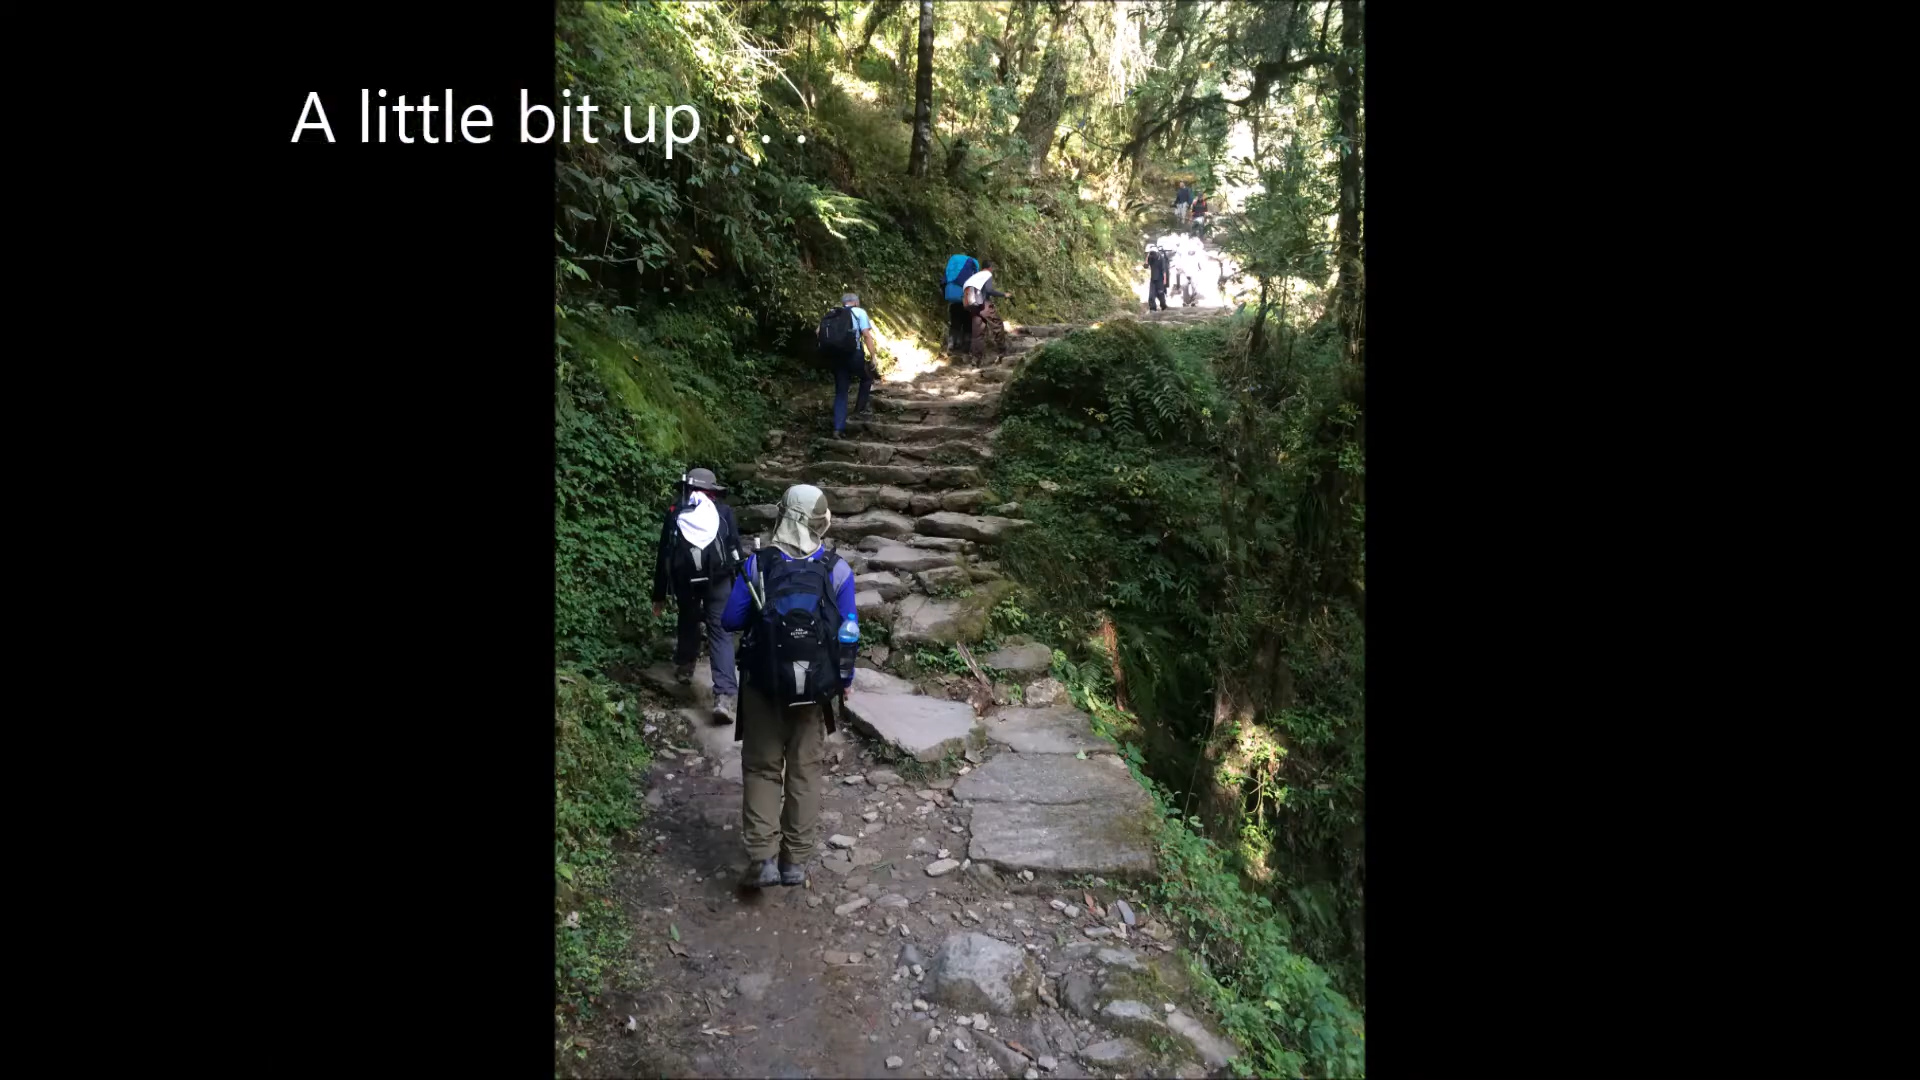 A little bit up . . .